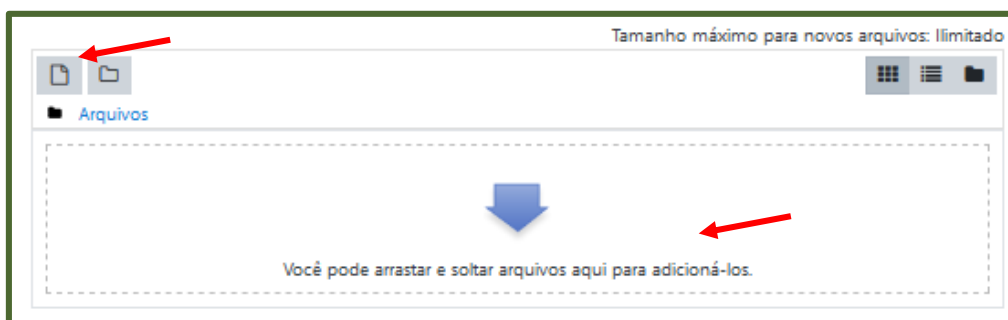 Tamanho máximo para novos arquivos: Ilimitado
Arquivos
Você pode arrastar e soltar arquivos aqui para adicioná-los.